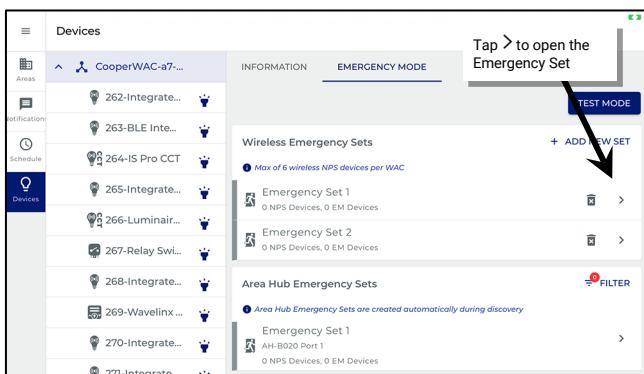 Devices
Tap > to open the
Emergency Set
Areas
Notifications
Schedule
Devices
CooperWAC-a7-...
262-Integrate...
263-BLE Inte...
264-IS Pro CCT
265-Integrate...
266-Luminair...
267-Relay Swi...
268-Integrate...
269-Wavelinx ...
270-Integrate...
271-Integrate...
INFORMATION
EMERGENCY MODE
TEST MODE
Wireless Emergency Sets
+ ADD NEW SET
Max of 6 wireless NPS devices per WAC
Emergency Set 1
0 NPS Devices, 0 EM Devices
Emergency Set 2
0 NPS Devices, 0 EM Devices
Area Hub Emergency Sets
0
FILTER
Area Hub Emergency Sets are created automatically during discovery
Emergency Set 1
AH-B020 Port 1
0 NPS Devices, 0 EM Devices